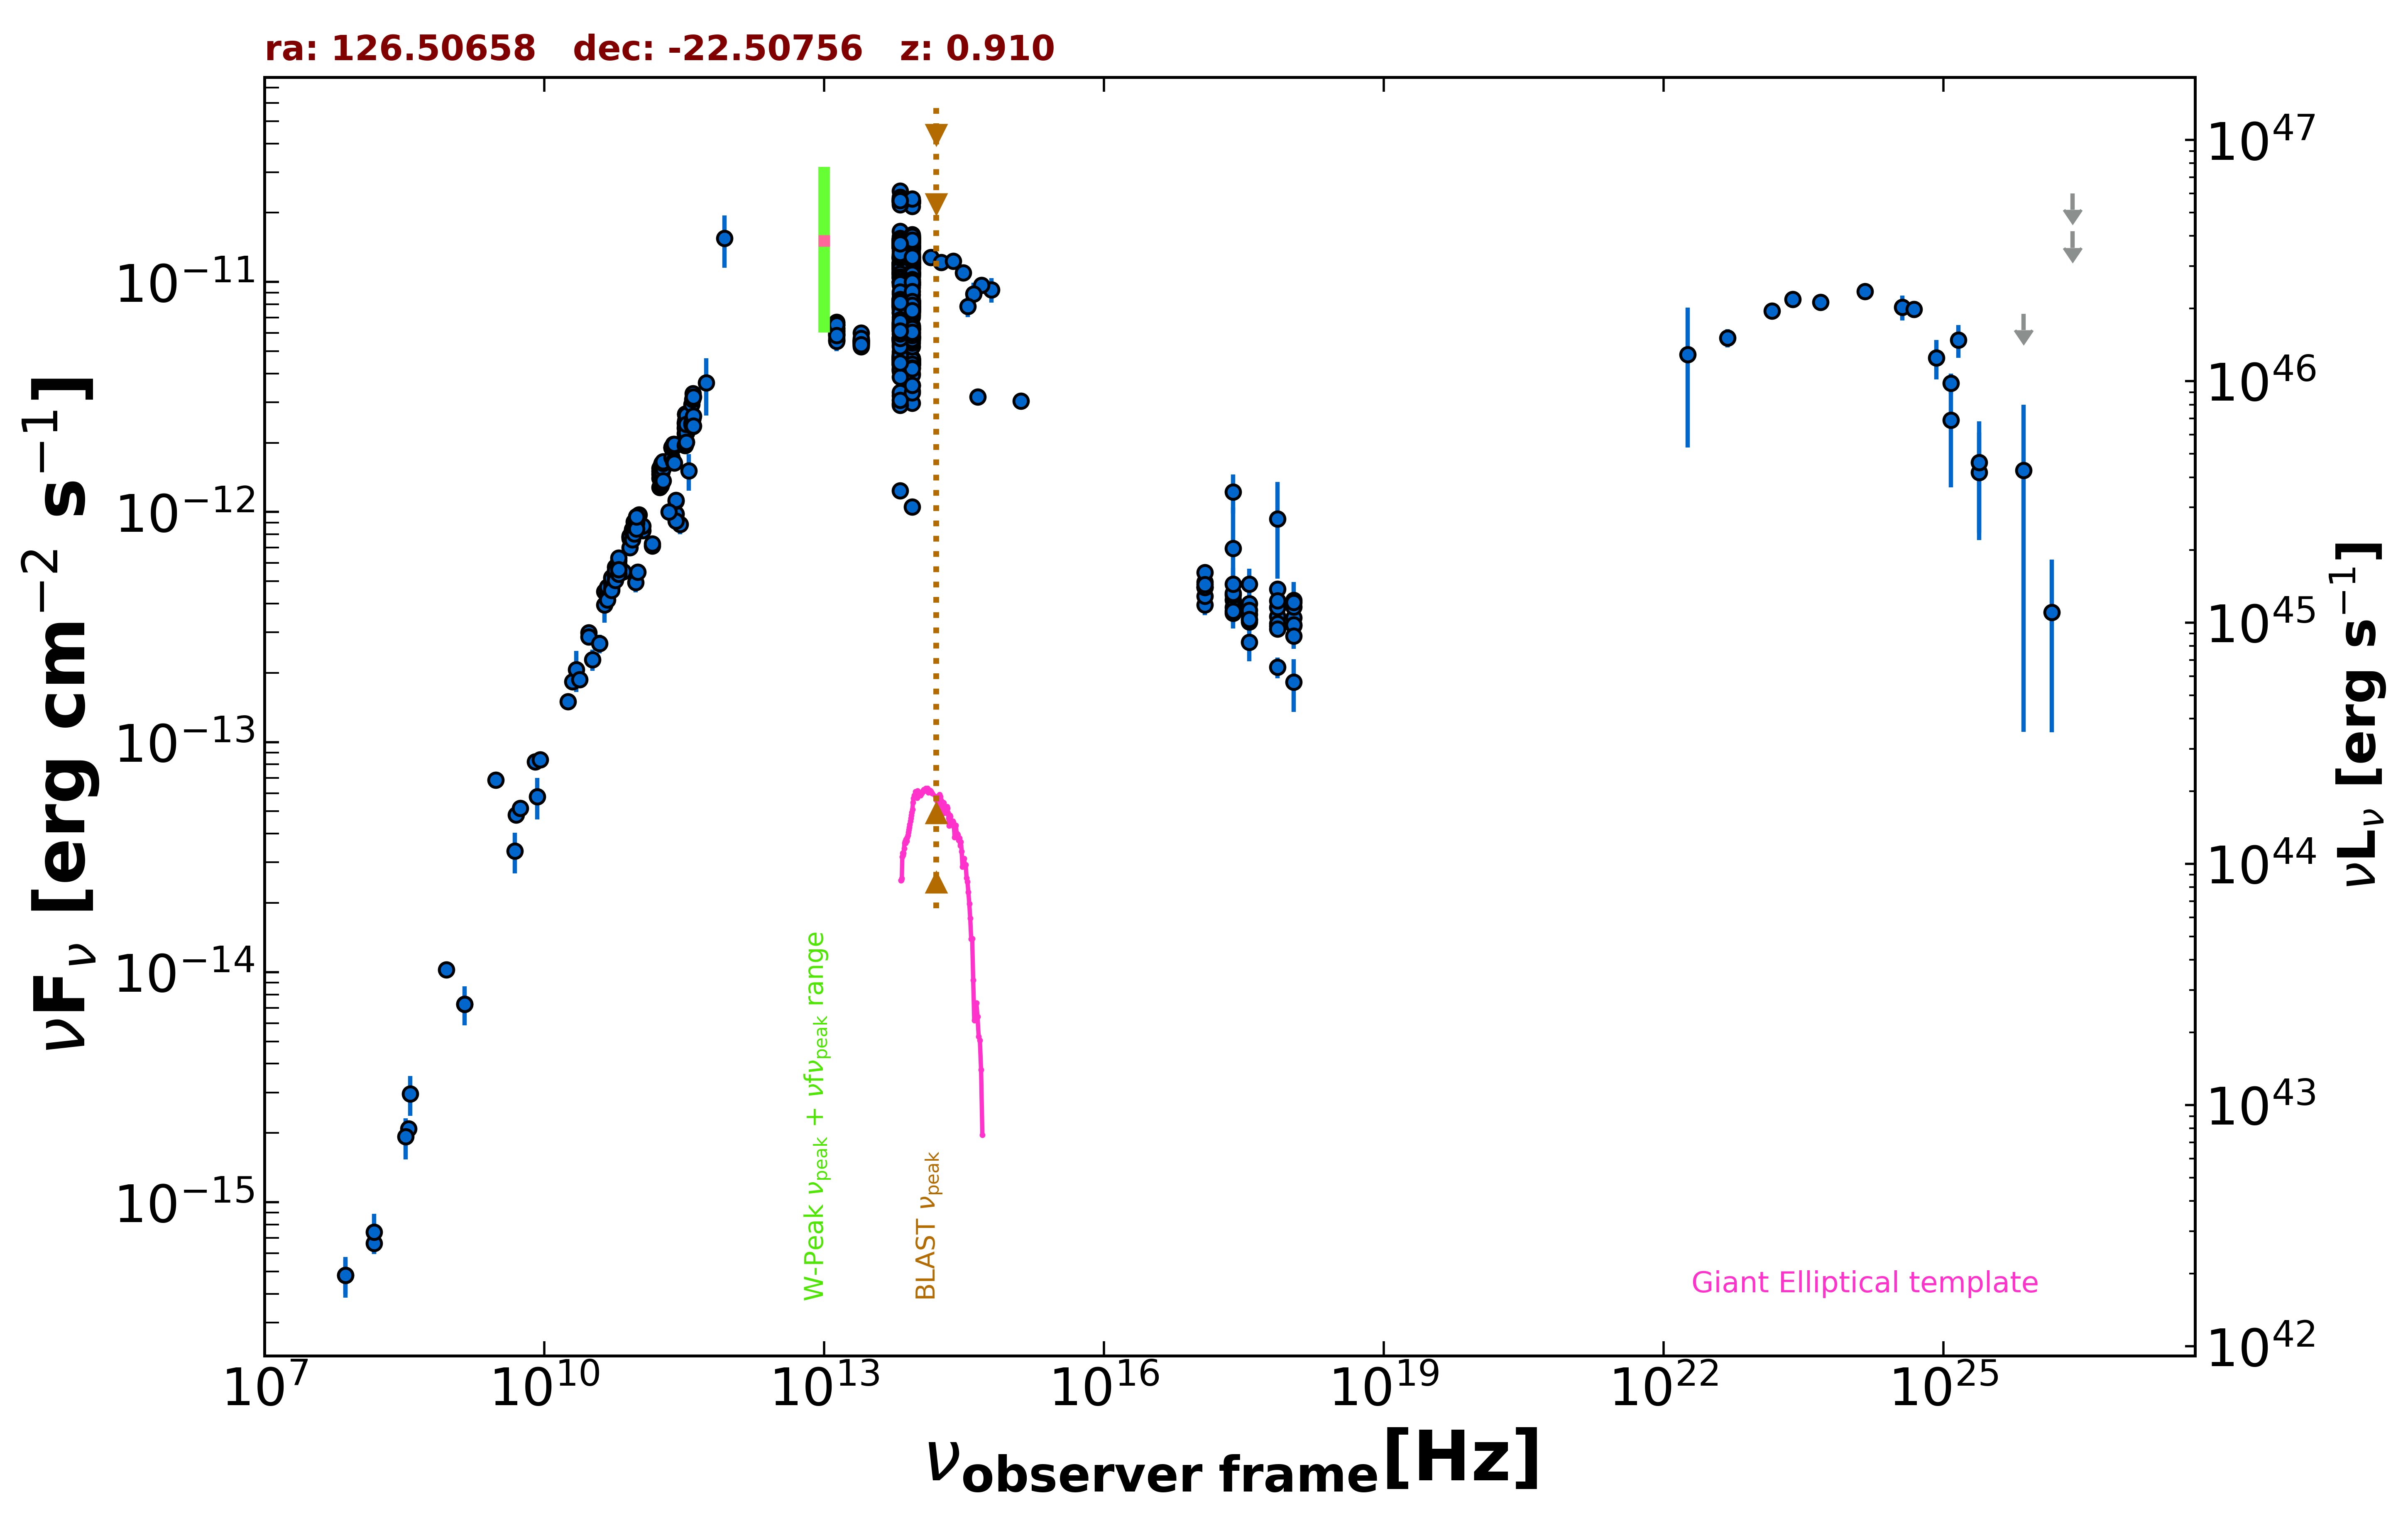 ra: 126.50658   dec: -22.50756   z: 0.910
νFν [erg cm⁻² s⁻¹]
10⁻¹¹
10⁻¹²
10⁻¹³
10⁻¹⁴
10⁻¹⁵
10⁴⁷
10⁴⁶
10⁴⁵
10⁴⁴
10⁴³
10⁴²
νLν [erg s⁻¹]
W-Peak νpeak + νfνpeak range
BLAST νpeak
Giant Elliptical template
10⁷ 10¹⁰ 10¹³ 10¹⁶ 10¹⁹ 10²² 10²⁵
νobserver frame[Hz]